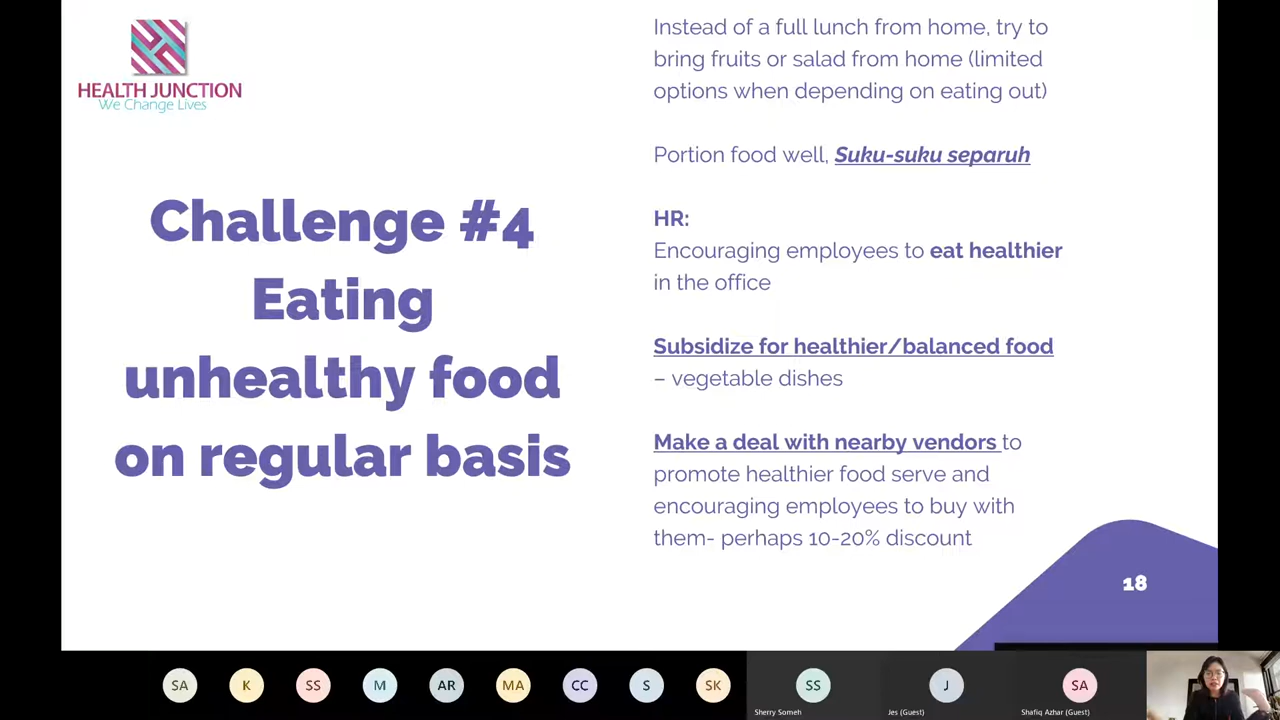 HEALTH JUNCTION
We Change Lives
Challenge #4
Eating
unhealthy food
on regular basis
Instead of a full lunch from home, try to
bring fruits or salad from home (limited
options when depending on eating out)
Portion food well, Suku-suku separuh
HR:
Encouraging employees to eat healthier
in the office
Subsidize for healthier/balanced food
– vegetable dishes
Make a deal with nearby vendors to
promote healthier food serve and
encouraging employees to buy with
them- perhaps 10-20% discount
18
SA
K
SS
M
AR
MA
CC
S
SK
SS
J
SA
Sherry Someh
Jes (Guest)
Shafiq Azhar (Guest)